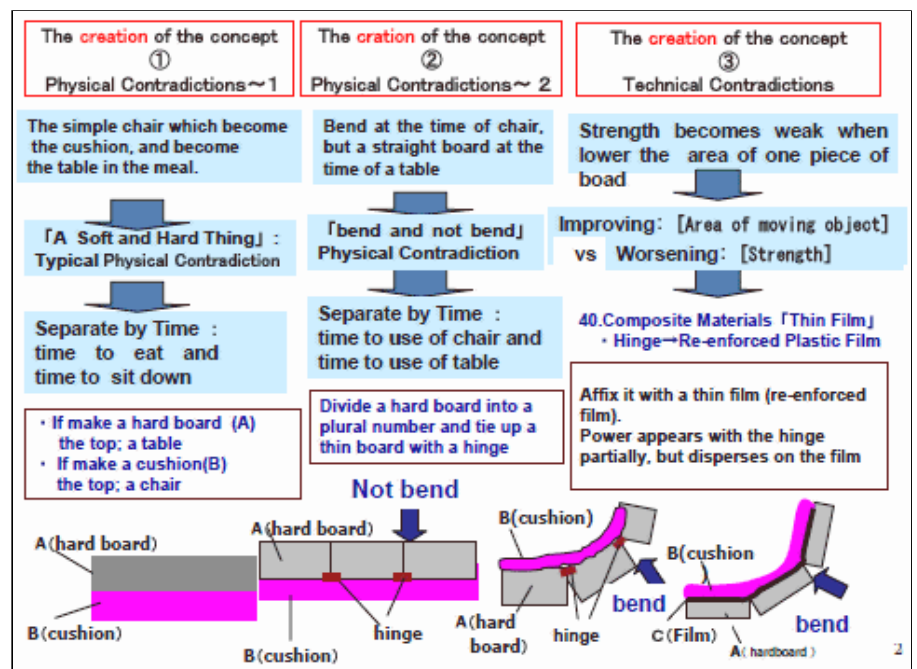 The creation of the concept
①
Physical Contradictions～1
The simple chair which become
the cushion, and become
the table in the meal.
「A Soft and Hard Thing」:
Typical Physical Contradiction
Separate by Time :
time to eat and
time to sit down
・If make a hard board (A)
the top; a table
・ If make a cushion(B)
the top; a chair
The cration of the concept
②
Physical Contradictions～ 2
Bend at the time of chair,
but a straight board at the
time of a table
「bend and not bend」
Physical Contradiction
Separate by Time :
time to use of chair and
time to use of table
Divide a hard board into a
plural number and tie up a
thin board with a hinge
The creation of the concept
③
Technical Contradictions
Strength becomes weak when
lower the area of one piece of
boad
Improving: [Area of moving object]
vs Worsening: [Strength]
40.Composite Materials「Thin Film」
・Hinge→Re-enforced Plastic Film
Affix it with a thin film (re-enforced
film).
Power appears with the hinge
partially, but disperses on the film
A(hard board)
B(cushion)
Not bend
A(hard board)
hinge
B(cushion)
B(cushion)
bend
A(hard
board)
hinge
B(cushion
)
bend
C(Film)
A(hardboard)
2